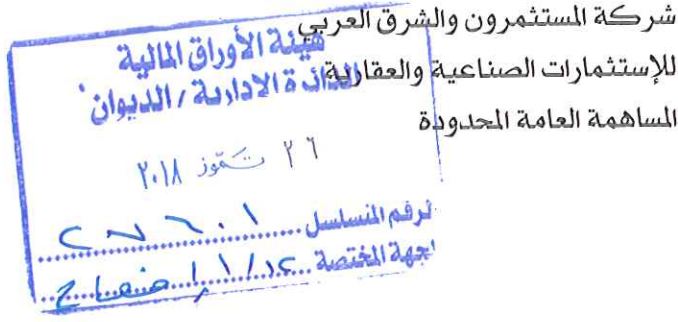 شركة المستثمرون والشرق العربي
للإستثمارات الصناعية والعقارية
المساهمة العامة المحدودة
هيئة الأوراق المالية
الدائرة الادارية / الديوان
٢٦ تموز ٢٠١٨
الرقم المتسلسل
الجهة المختصة